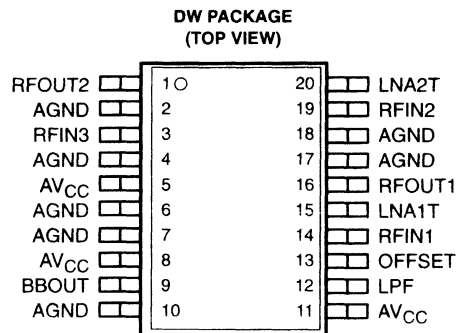 DW PACKAGE
(TOP VIEW)
RFOUT2 1 20 LNA2T
AGND 2 19 RFIN2
RFIN3 3 18 AGND
AGND 4 17 AGND
AVCC 5 16 RFOUT1
AGND 6 15 LNA1T
AGND 7 14 RFIN1
AVCC 8 13 OFFSET
BBOUT 9 12 LPF
AGND 10 11 AVCC